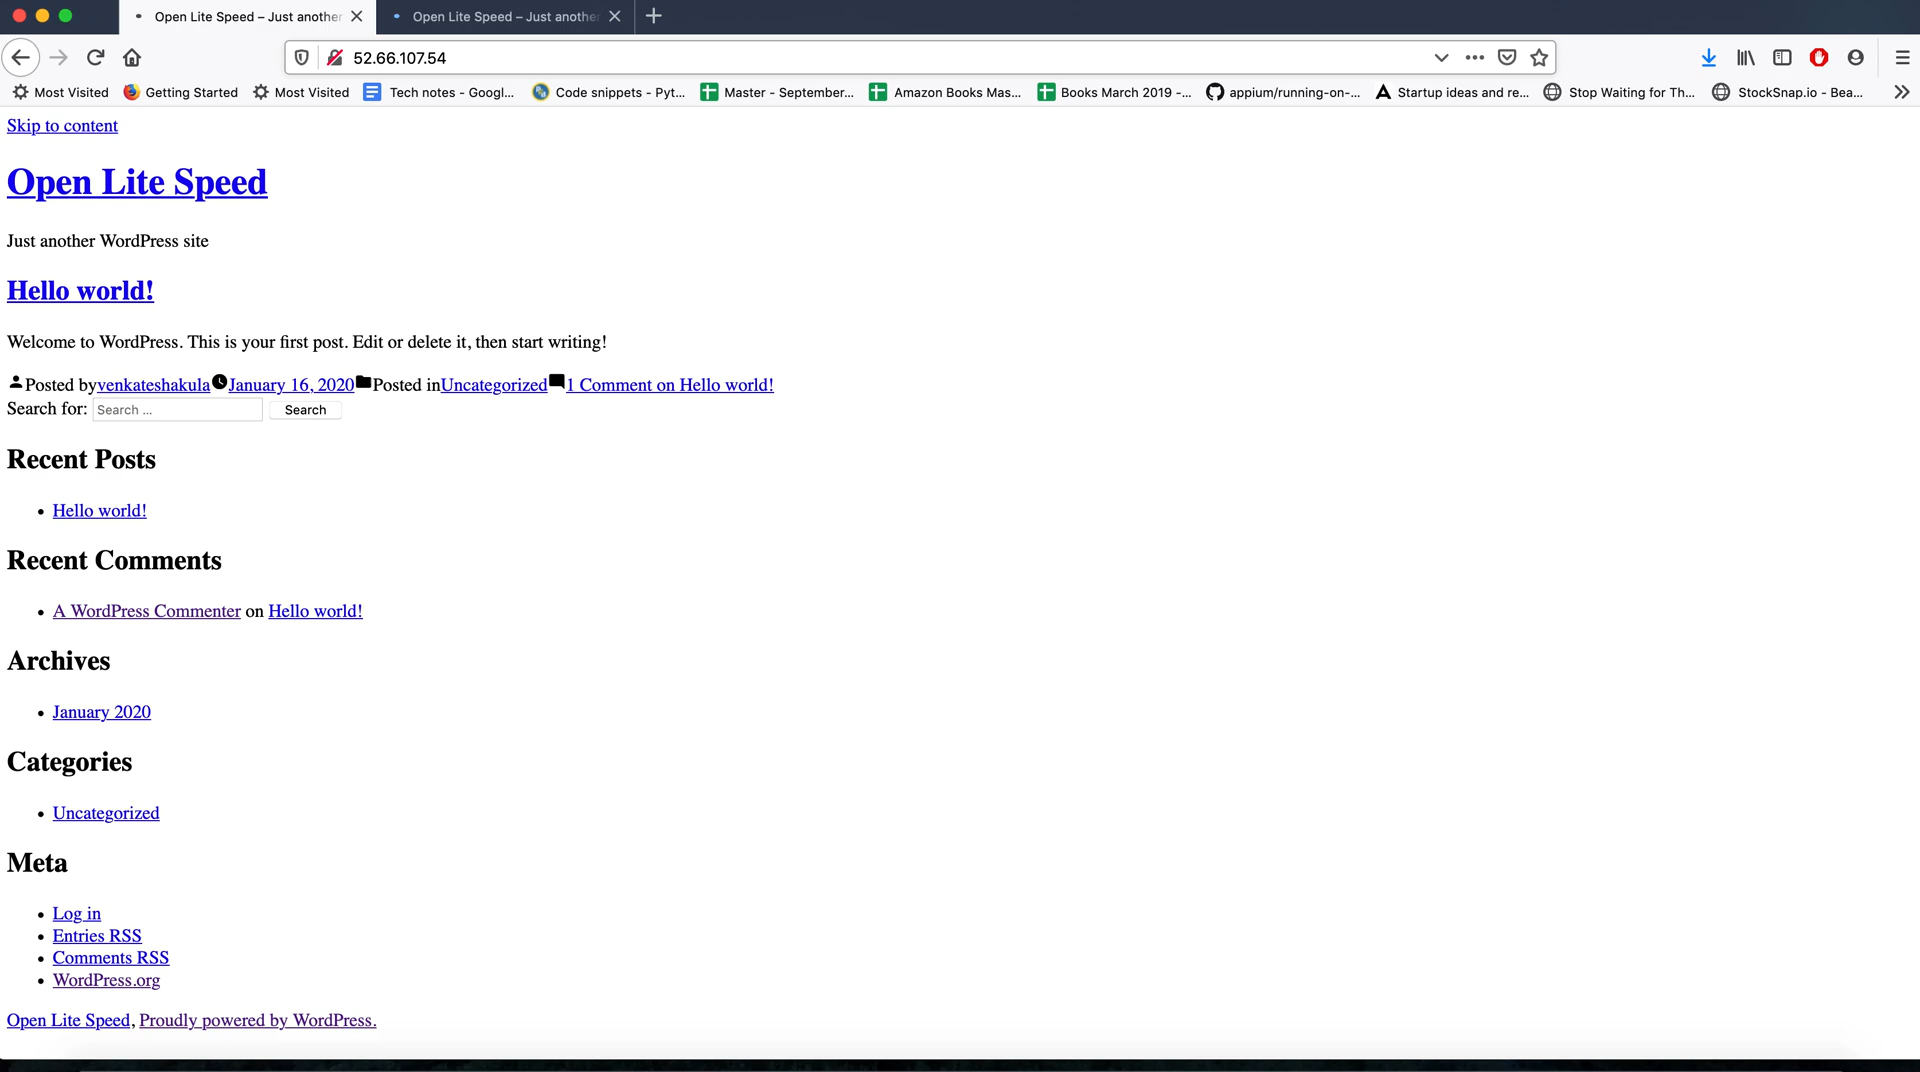 Open Lite Speed – Just another
Open Lite Speed – Just anothe
52.66.107.54
Most Visited
Getting Started
Most Visited
Tech notes - Googl...
Code snippets - Pyt...
Master - September...
Amazon Books Mas...
Books March 2019 -...
appium/running-on-...
Startup ideas and re...
Stop Waiting for Th...
StockSnap.io - Bea...
Skip to content
Open Lite Speed
Just another WordPress site
Hello world!
Welcome to WordPress. This is your first post. Edit or delete it, then start writing!
Posted byvenkateshakulaJanuary 16, 2020Posted inUncategorized1 Comment on Hello world!
Search for: Search ... Search
Recent Posts
Hello world!
Recent Comments
A WordPress Commenter on Hello world!
Archives
January 2020
Categories
Uncategorized
Meta
Log in
Entries RSS
Comments RSS
WordPress.org
Open Lite Speed, Proudly powered by WordPress.